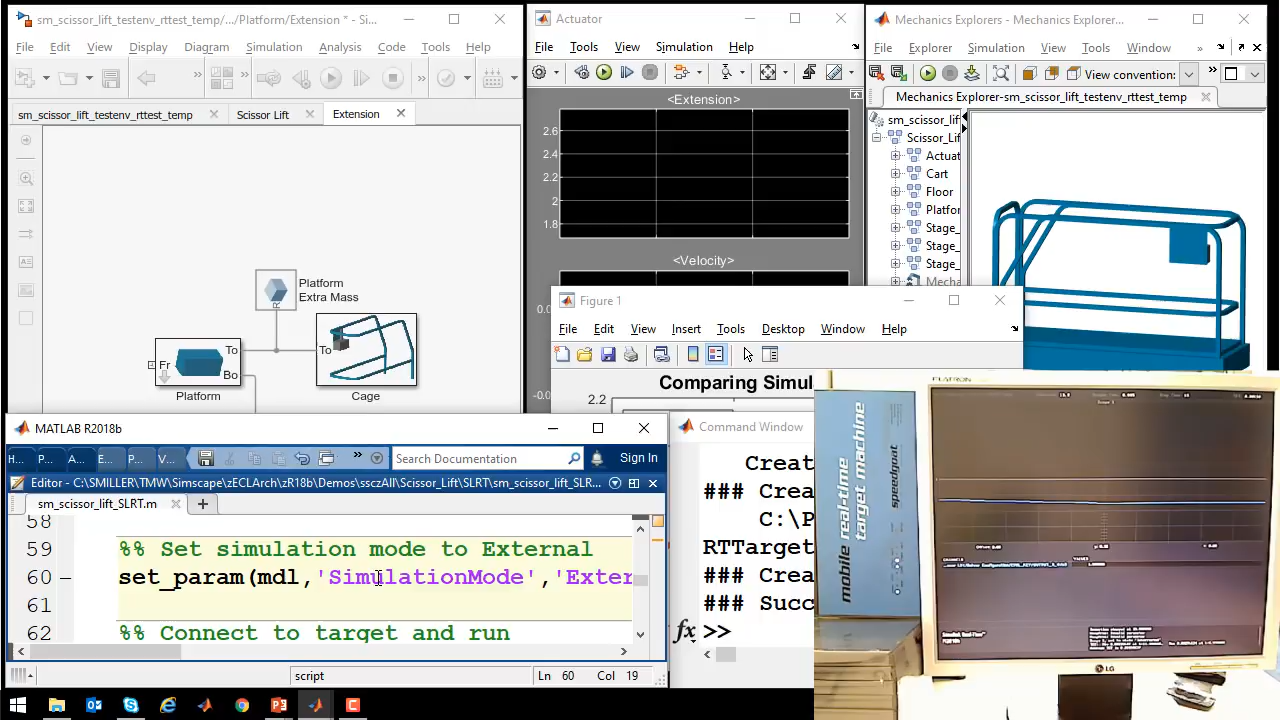 sm_scissor_lift_testenv_rttest_temp/.../Platform/Extension * - Si...
File Edit View Display Diagram Simulation Analysis Code Tools Help
sm_scissor_lift_testenv_rttest_temp
Scissor Lift
Extension
Platform
Extra Mass
R
To
Fr
Bo
Platform
To
Cage
Actuator
File Tools View Simulation Help
<Extension>
2.6
2.4
2.2
2
1.8
<Velocity>
0.0
-0.0
Mechanics Explorers - Mechanics Explorer...
File Explorer Simulation View Tools Window
View convention:
Mechanics Explorer-sm_scissor_lift_testenv_rttest_temp
sm_scissor_lif
Scissor_Lif
Actuat
Cart
Floor
Platfor
Stage_
Stage_
Stage_
Mecha
Figure 1
File Edit View Insert Tools Desktop Window Help
Comparing Simul
2.2
MATLAB R2018b
H... P... A... E... P... V...
Search Documentation
Sign In
Editor - C:\SMILLER\TMW\Simscape\zECLArch\zR18b\Demos\ssczAll\Scissor_Lift\SLRT\sm_scissor_lift_SLR...
sm_scissor_lift_SLRT.m
58
59 %% Set simulation mode to External
60 set_param(mdl,'SimulationMode','Exter
61
62 %% Connect to target and run
script
Ln 60 Col 19
Command Window
Creat
### Crea
C:\P
RTTarget
### Crea
### Succ
fx >>
mobile real-time
target machine
speedgoat
FLATRON
LG